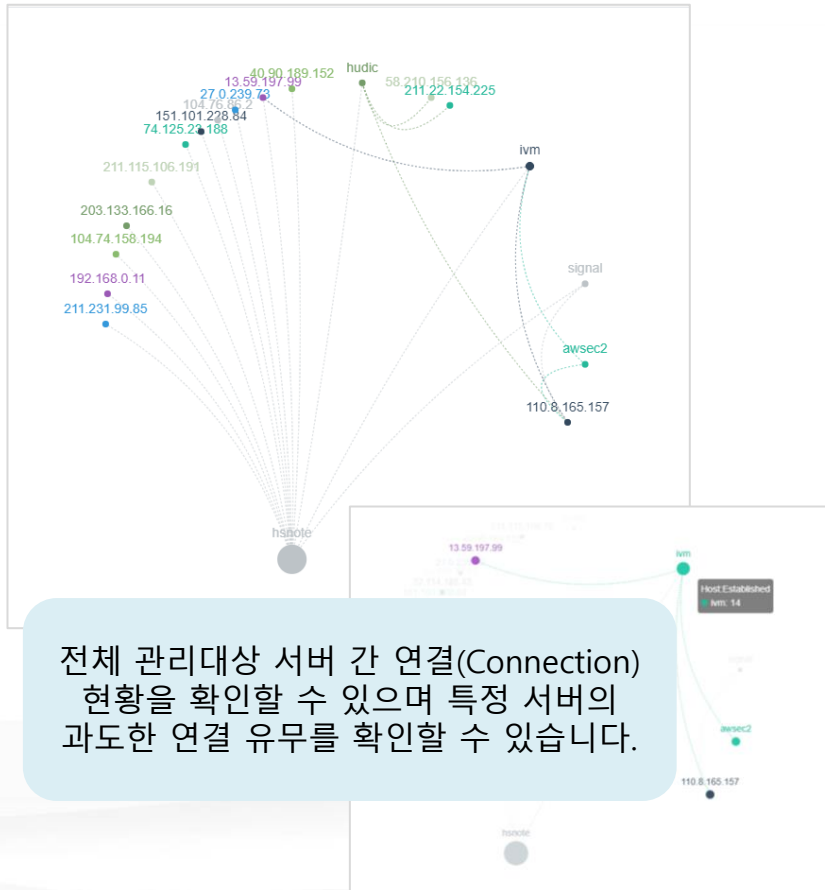 40.90.189.152
hudic
13.59.197.99
58.210.156.136
27.0.239.73
211.22.154.225
104.76.86.2
151.101.228.84
74.125.23.188
ivm
211.115.106.191
203.133.166.16
104.74.158.194
signal
192.168.0.11
211.231.99.85
awsec2
110.8.165.157
hsnote
13.59.197.99
ivm
Host:Established
ivm: 14
전체 관리대상 서버 간 연결(Connection)
현황을 확인할 수 있으며 특정 서버의
과도한 연결 유무를 확인할 수 있습니다.
awsec2
110.8.165.157
hsnote